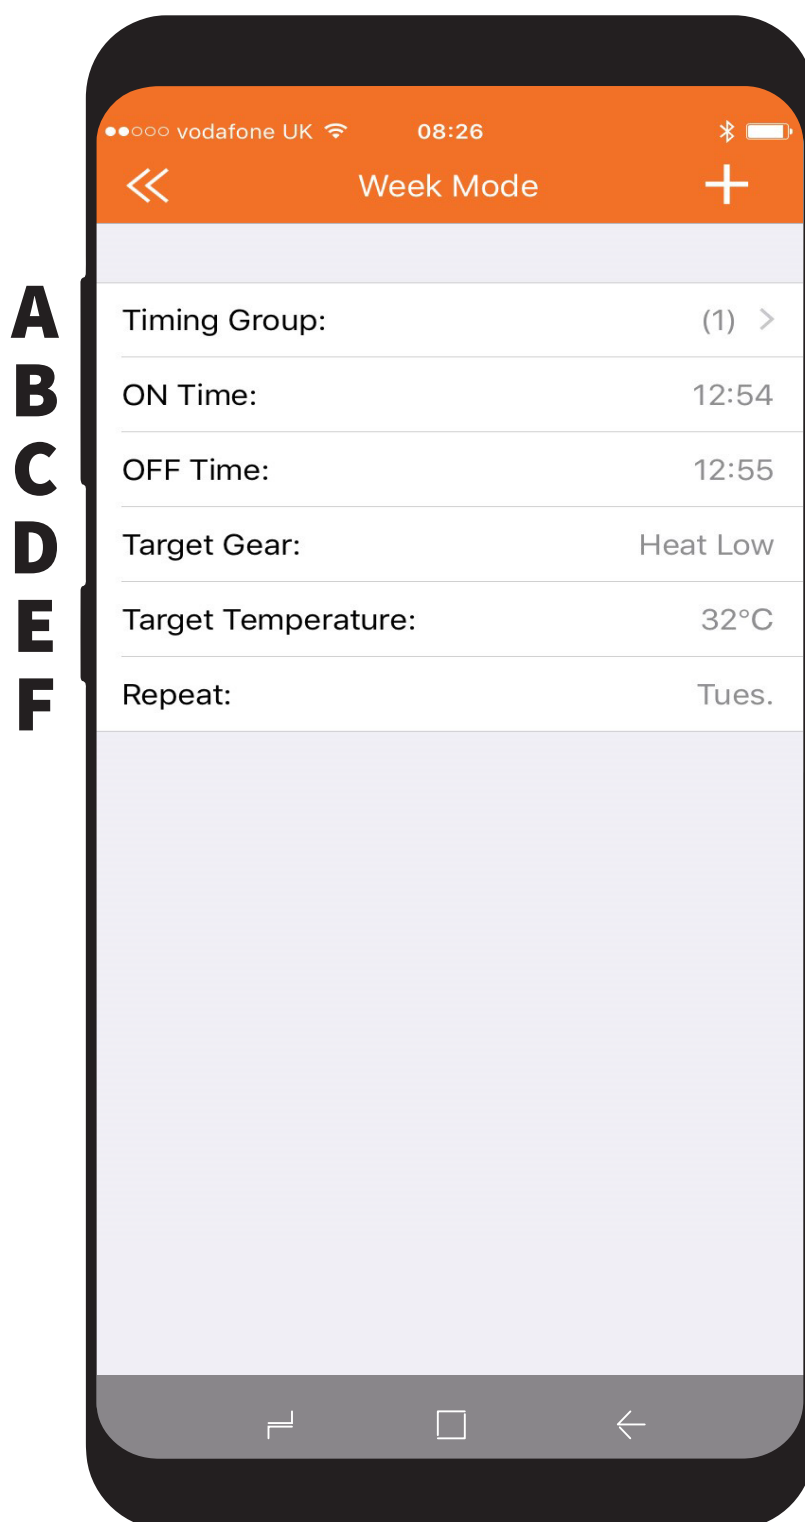 vodafone UK 08:26
Week Mode
A Timing Group: (1)
B ON Time: 12:54
C OFF Time: 12:55
D Target Gear: Heat Low
E Target Temperature: 32°C
F Repeat: Tues.